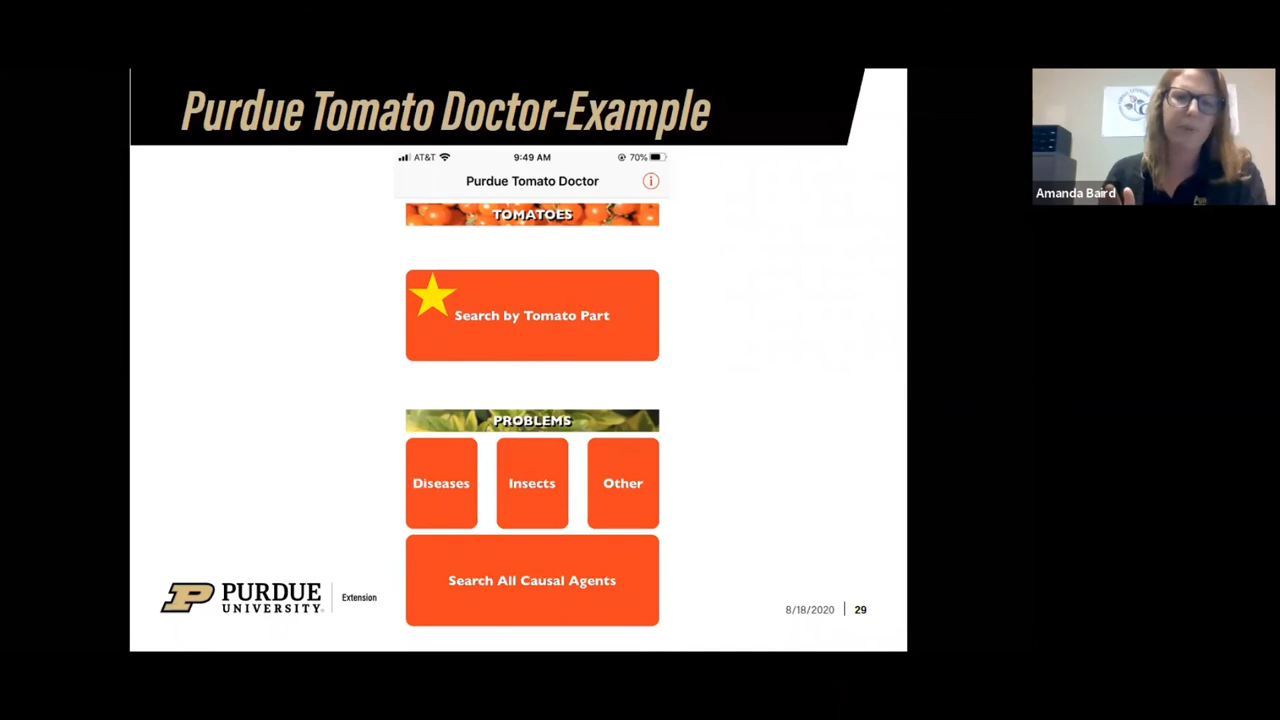 Purdue Tomato Doctor-Example
AT&T
9:49 AM
70%
Purdue Tomato Doctor
TOMATOES
Search by Tomato Part
PROBLEMS
Diseases
Insects
Other
Search All Causal Agents
PURDUE
UNIVERSITY
Extension
8/18/2020
29
Amanda Baird